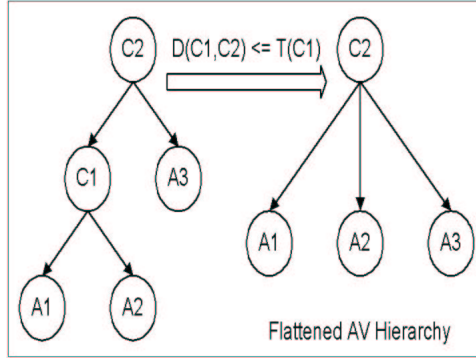 C2 D(C1,C2) <= T(C1) C2
C1 A3
A1 A2 A3
A1 A2
Flattened AV Hierarchy